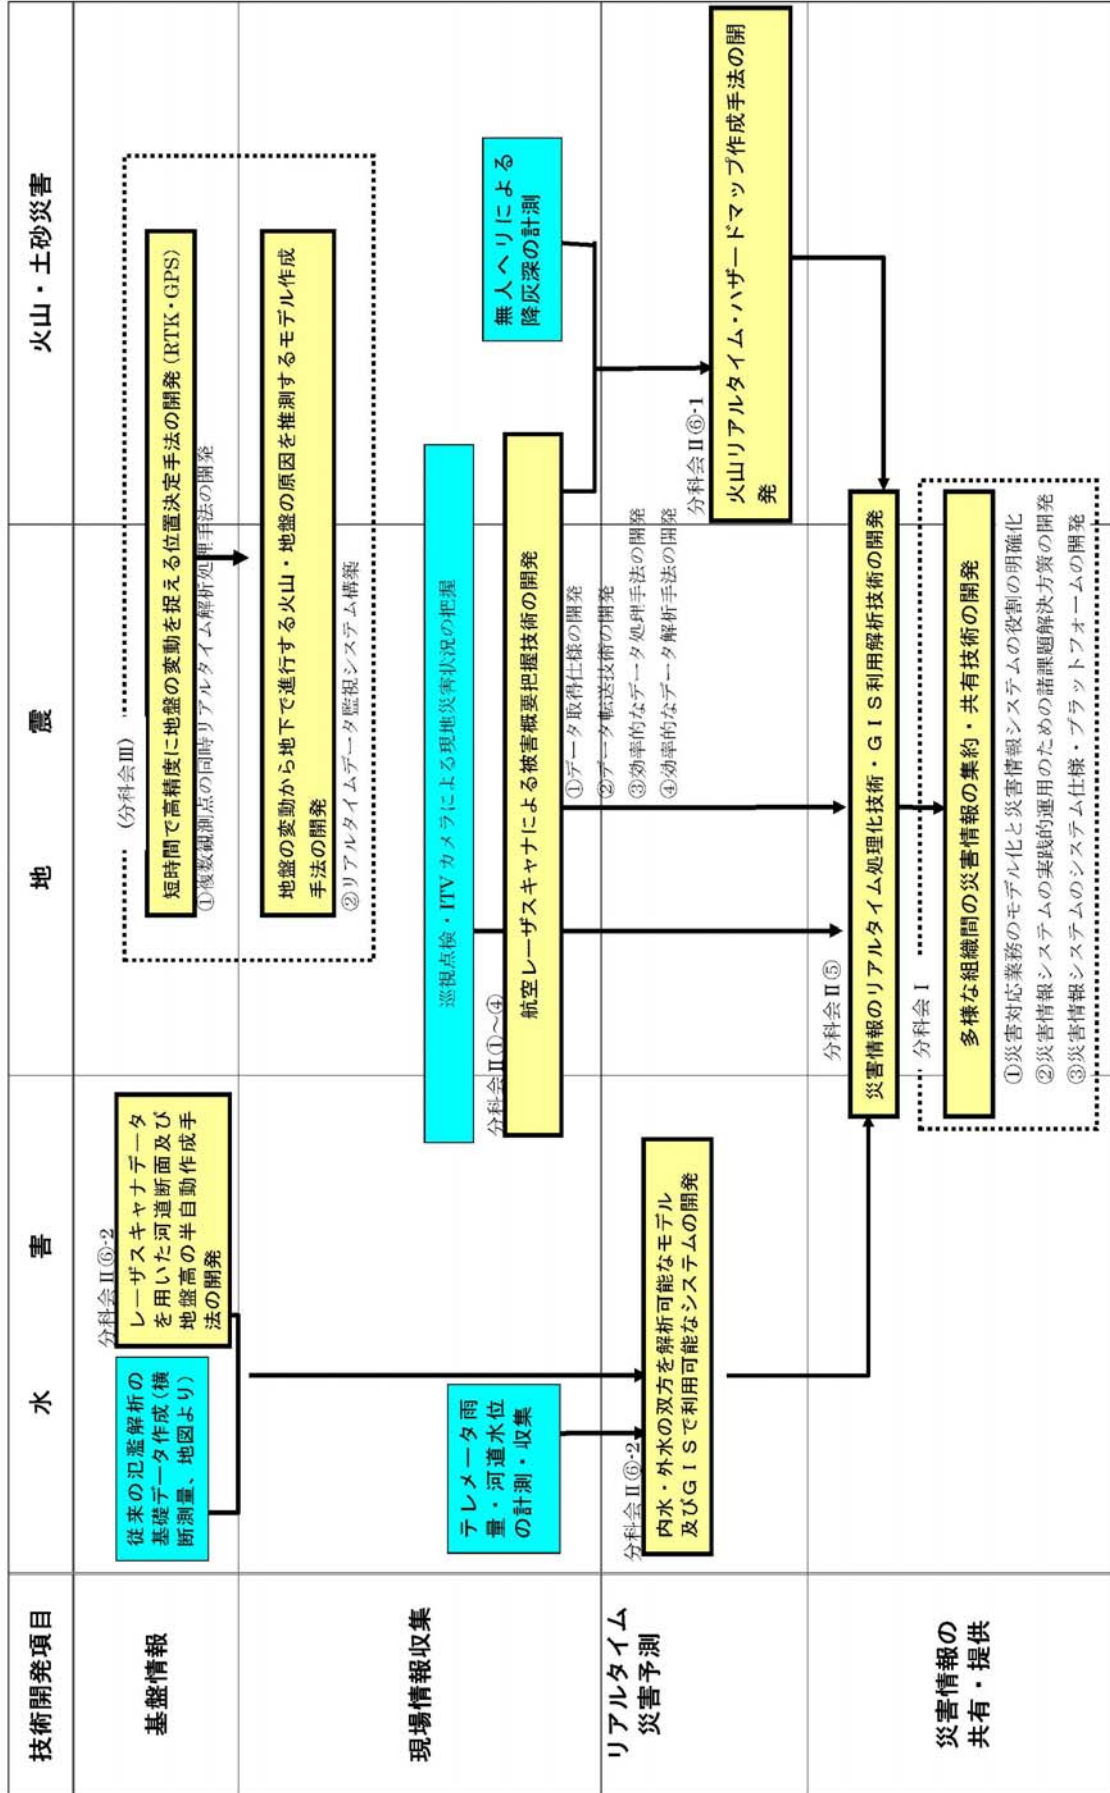 技術開発項目
水　害
地　震
火山・土砂災害
基盤情報
従来の氾濫解析の
基礎データ作成（横
断測量、地図より）
分科会Ⅱ⑥-2
レーザスキャナデータ
を用いた河道断面及び
地盤高の半自動作成手
法の開発
(分科会Ⅲ)
短時間で高精度に地盤の変動を捉える位置決定手法の開発（RTK・GPS）
①複数観測点の同時リアルタイム解析処理手法の開発
地盤の変動から地下で進行する火山・地盤の原因を推測するモデル作成
手法の開発
②リアルタイムデータ監視システム構築
現場情報収集
テレメータ雨
量・河道水位
の計測・収集
巡視点検・ITVカメラによる現地災害状況の把握
分科会Ⅱ①～④
航空レーザスキャナによる被害概要把握技術の開発
①データ取得仕様の開発
②データ転送技術の開発
③効率的なデータ処理手法の開発
④効率的なデータ解析手法の開発
無人ヘリによる
降灰深の計測
リアルタイム
災害予測
分科会Ⅱ⑥-2
内水・外水の双方を解析可能なモデル
及びＧＩＳで利用可能なシステムの開発
分科会Ⅱ⑥-1
火山リアルタイム・ハザードマップ作成手法の開
発
災害情報の
共有・提供
分科会Ⅱ⑤
災害情報のリアルタイム処理化技術・ＧＩＳ利用解析技術の開発
分科会Ⅰ
多様な組織間の災害情報の集約・共有技術の開発
①災害対応業務のモデル化と災害情報システムの役割の明確化
②災害情報システムの実践的運用のための諸課題解決方策の開発
③災害情報システムのシステム仕様・プラットフォームの開発